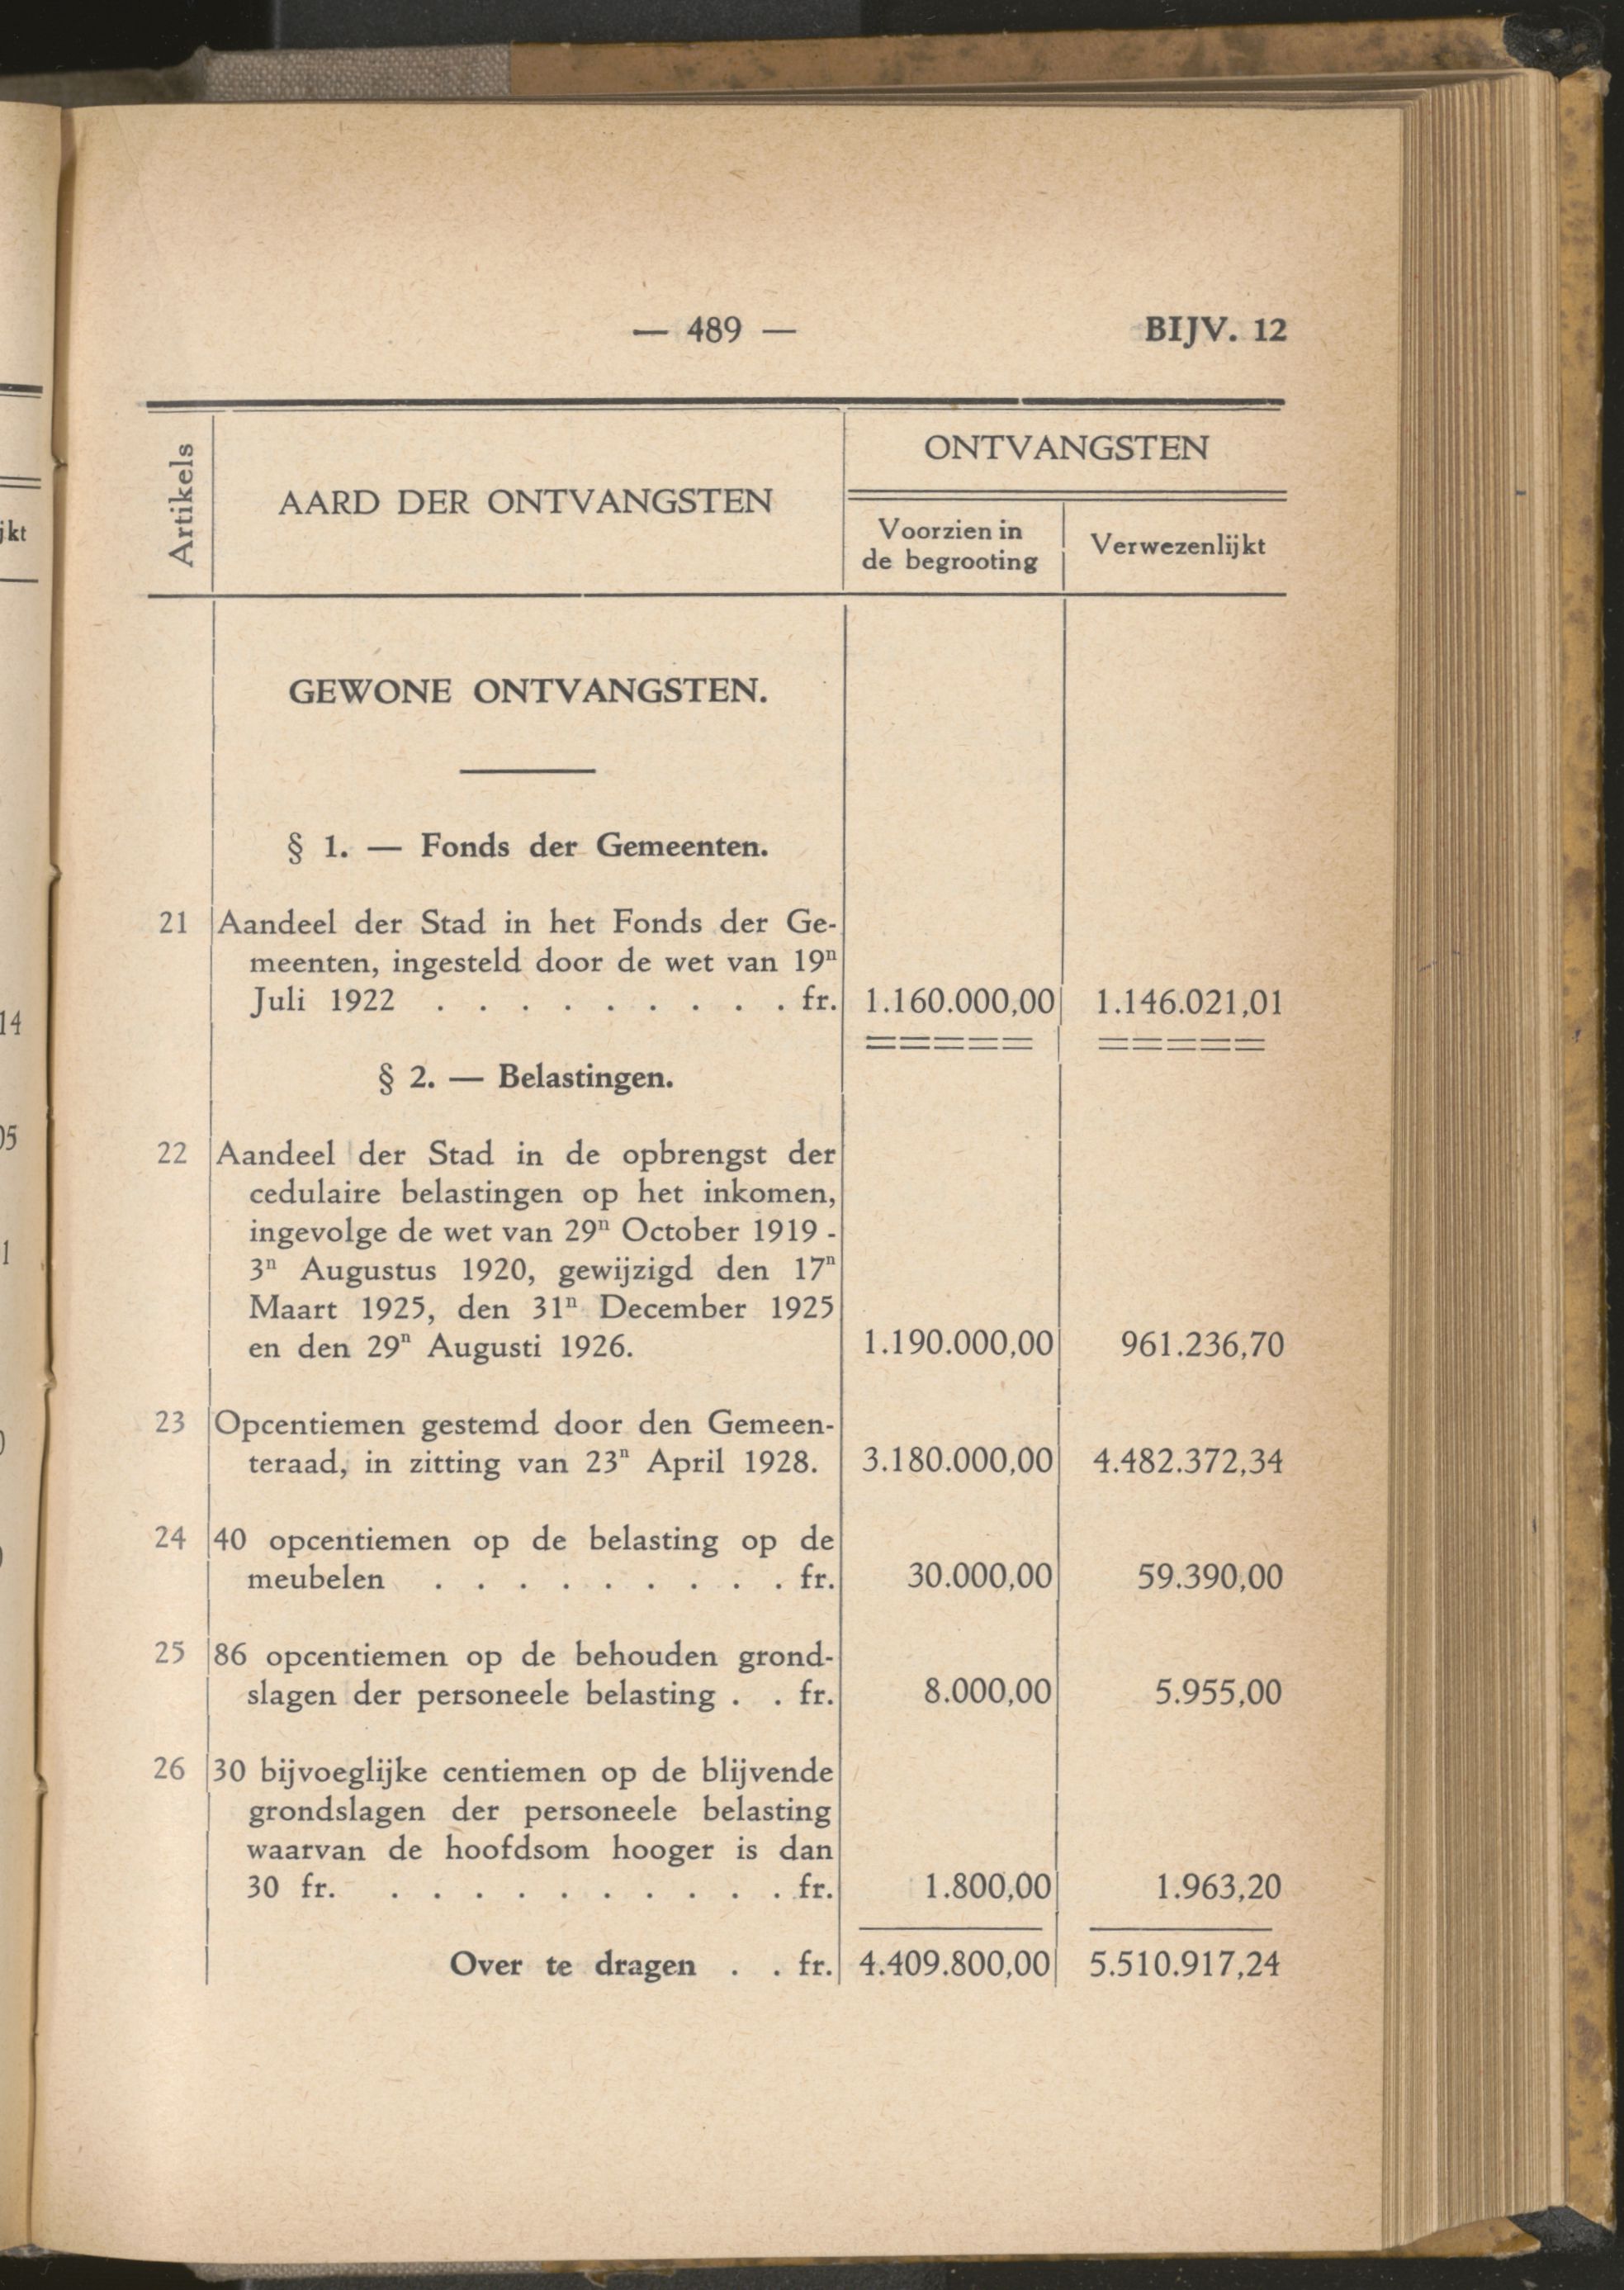 — 489 — BIJV. 12
Artikels
AARD DER ONTVANGSTEN
ONTVANGSTEN
Voorzien in
de begrooting
Verwezenlijkt
GEWONE ONTVANGSTEN.
§ 1. — Fonds der Gemeenten.
21 Aandeel der Stad in het Fonds der Ge-
meenten, ingesteld door de wet van 19ⁿ
Juli 1922 . . . . . . . . . fr. 1.160.000,00 1.146.021,01
§ 2. — Belastingen.
22 Aandeel der Stad in de opbrengst der
cedulaire belastingen op het inkomen,
ingevolge de wet van 29ⁿ October 1919 -
3ⁿ Augustus 1920, gewijzigd den 17ⁿ
Maart 1925, den 31ⁿ December 1925
en den 29ⁿ Augusti 1926. 1.190.000,00 961.236,70
23 Opcentiemen gestemd door den Gemeen-
teraad, in zitting van 23ⁿ April 1928. 3.180.000,00 4.482.372,34
24 40 opcentiemen op de belasting op de
meubelen . . . . . . . . . fr. 30.000,00 59.390,00
25 86 opcentiemen op de behouden grond-
slagen der personeele belasting . . fr. 8.000,00 5.955,00
26 30 bijvoeglijke centiemen op de blijvende
grondslagen der personeele belasting
waarvan de hoofdsom hooger is dan
30 fr. . . . . . . . . . . fr. 1.800,00 1.963,20
Over te dragen . . fr. 4.409.800,00 5.510.917,24